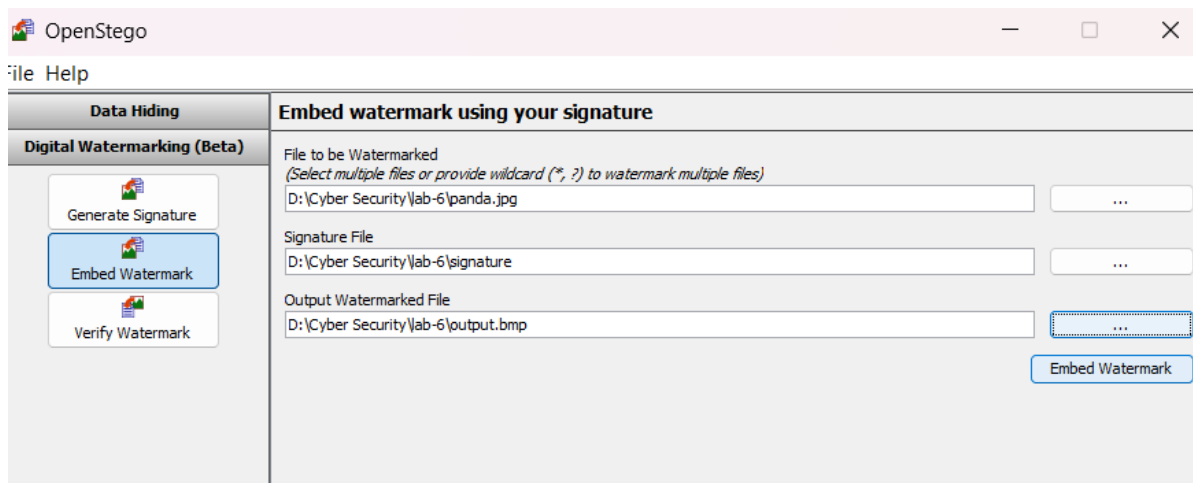 OpenStego
File Help
Data Hiding
Digital Watermarking (Beta)
Generate Signature
Embed Watermark
Verify Watermark
Embed watermark using your signature
File to be Watermarked
(Select multiple files or provide wildcard (*, ?) to watermark multiple files)
D:\Cyber Security\lab-6\panda.jpg
...
Signature File
D:\Cyber Security\lab-6\signature
...
Output Watermarked File
D:\Cyber Security\lab-6\output.bmp
...
Embed Watermark